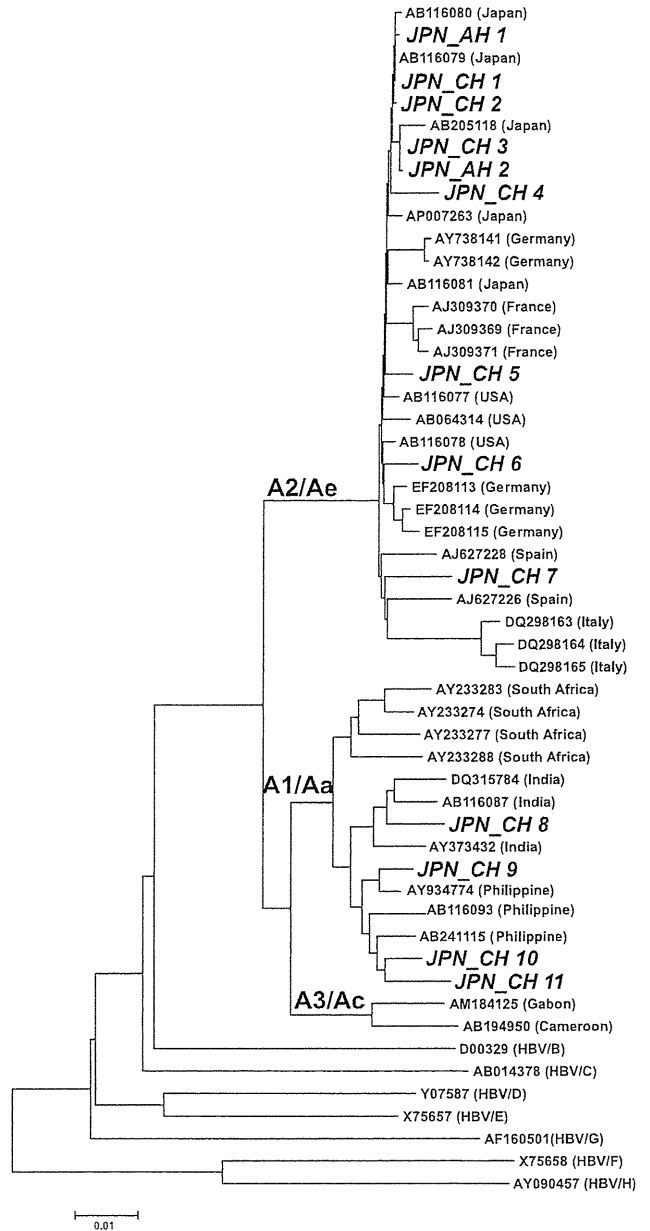 AB116080 (Japan)
JPN_AH 1
AB116079 (Japan)
JPN_CH 1
JPN_CH 2
AB205118 (Japan)
JPN_CH 3
JPN_AH 2
JPN_CH 4
AP007263 (Japan)
AY738141 (Germany)
AY738142 (Germany)
AB116081 (Japan)
AJ309370 (France)
AJ309369 (France)
AJ309371 (France)
JPN_CH 5
AB116077 (USA)
AB064314 (USA)
AB116078 (USA)
JPN_CH 6
A2/Ae
EF208113 (Germany)
EF208114 (Germany)
EF208115 (Germany)
AJ627228 (Spain)
JPN_CH 7
AJ627226 (Spain)
DQ298163 (Italy)
DQ298164 (Italy)
DQ298165 (Italy)
AY233283 (South Africa)
AY233274 (South Africa)
AY233277 (South Africa)
AY233288 (South Africa)
A1/Aa
DQ315784 (India)
AB116087 (India)
JPN_CH 8
AY373432 (India)
JPN_CH 9
AY934774 (Philippine)
AB116093 (Philippine)
AB241115 (Philippine)
JPN_CH 10
JPN_CH 11
A3/Ac
AM184125 (Gabon)
AB194950 (Cameroon)
D00329 (HBV/B)
AB014378 (HBV/C)
Y07587 (HBV/D)
X75657 (HBV/E)
AF160501(HBV/G)
X75658 (HBV/F)
AY090457 (HBV/H)
0.01